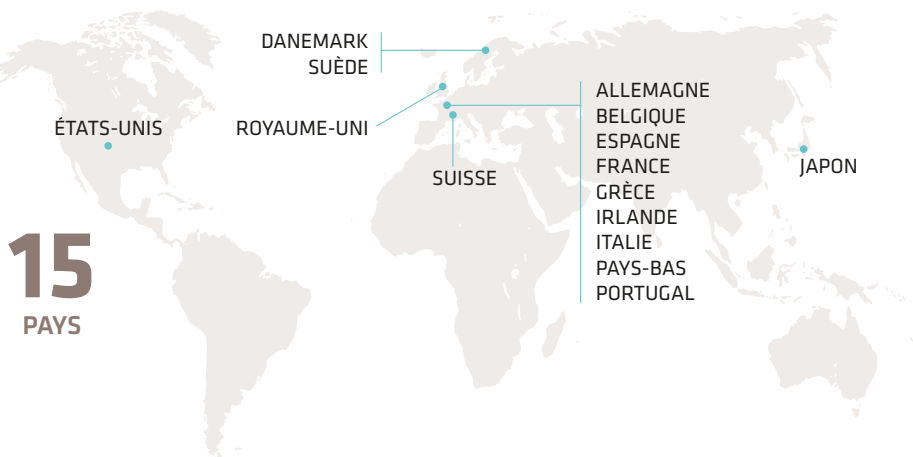 DANEMARK
SUÈDE
ÉTATS-UNIS
ROYAUME-UNI
SUISSE
ALLEMAGNE
BELGIQUE
ESPAGNE
FRANCE
GRÈCE
IRLANDE
ITALIE
PAYS-BAS
PORTUGAL
JAPON
15
PAYS